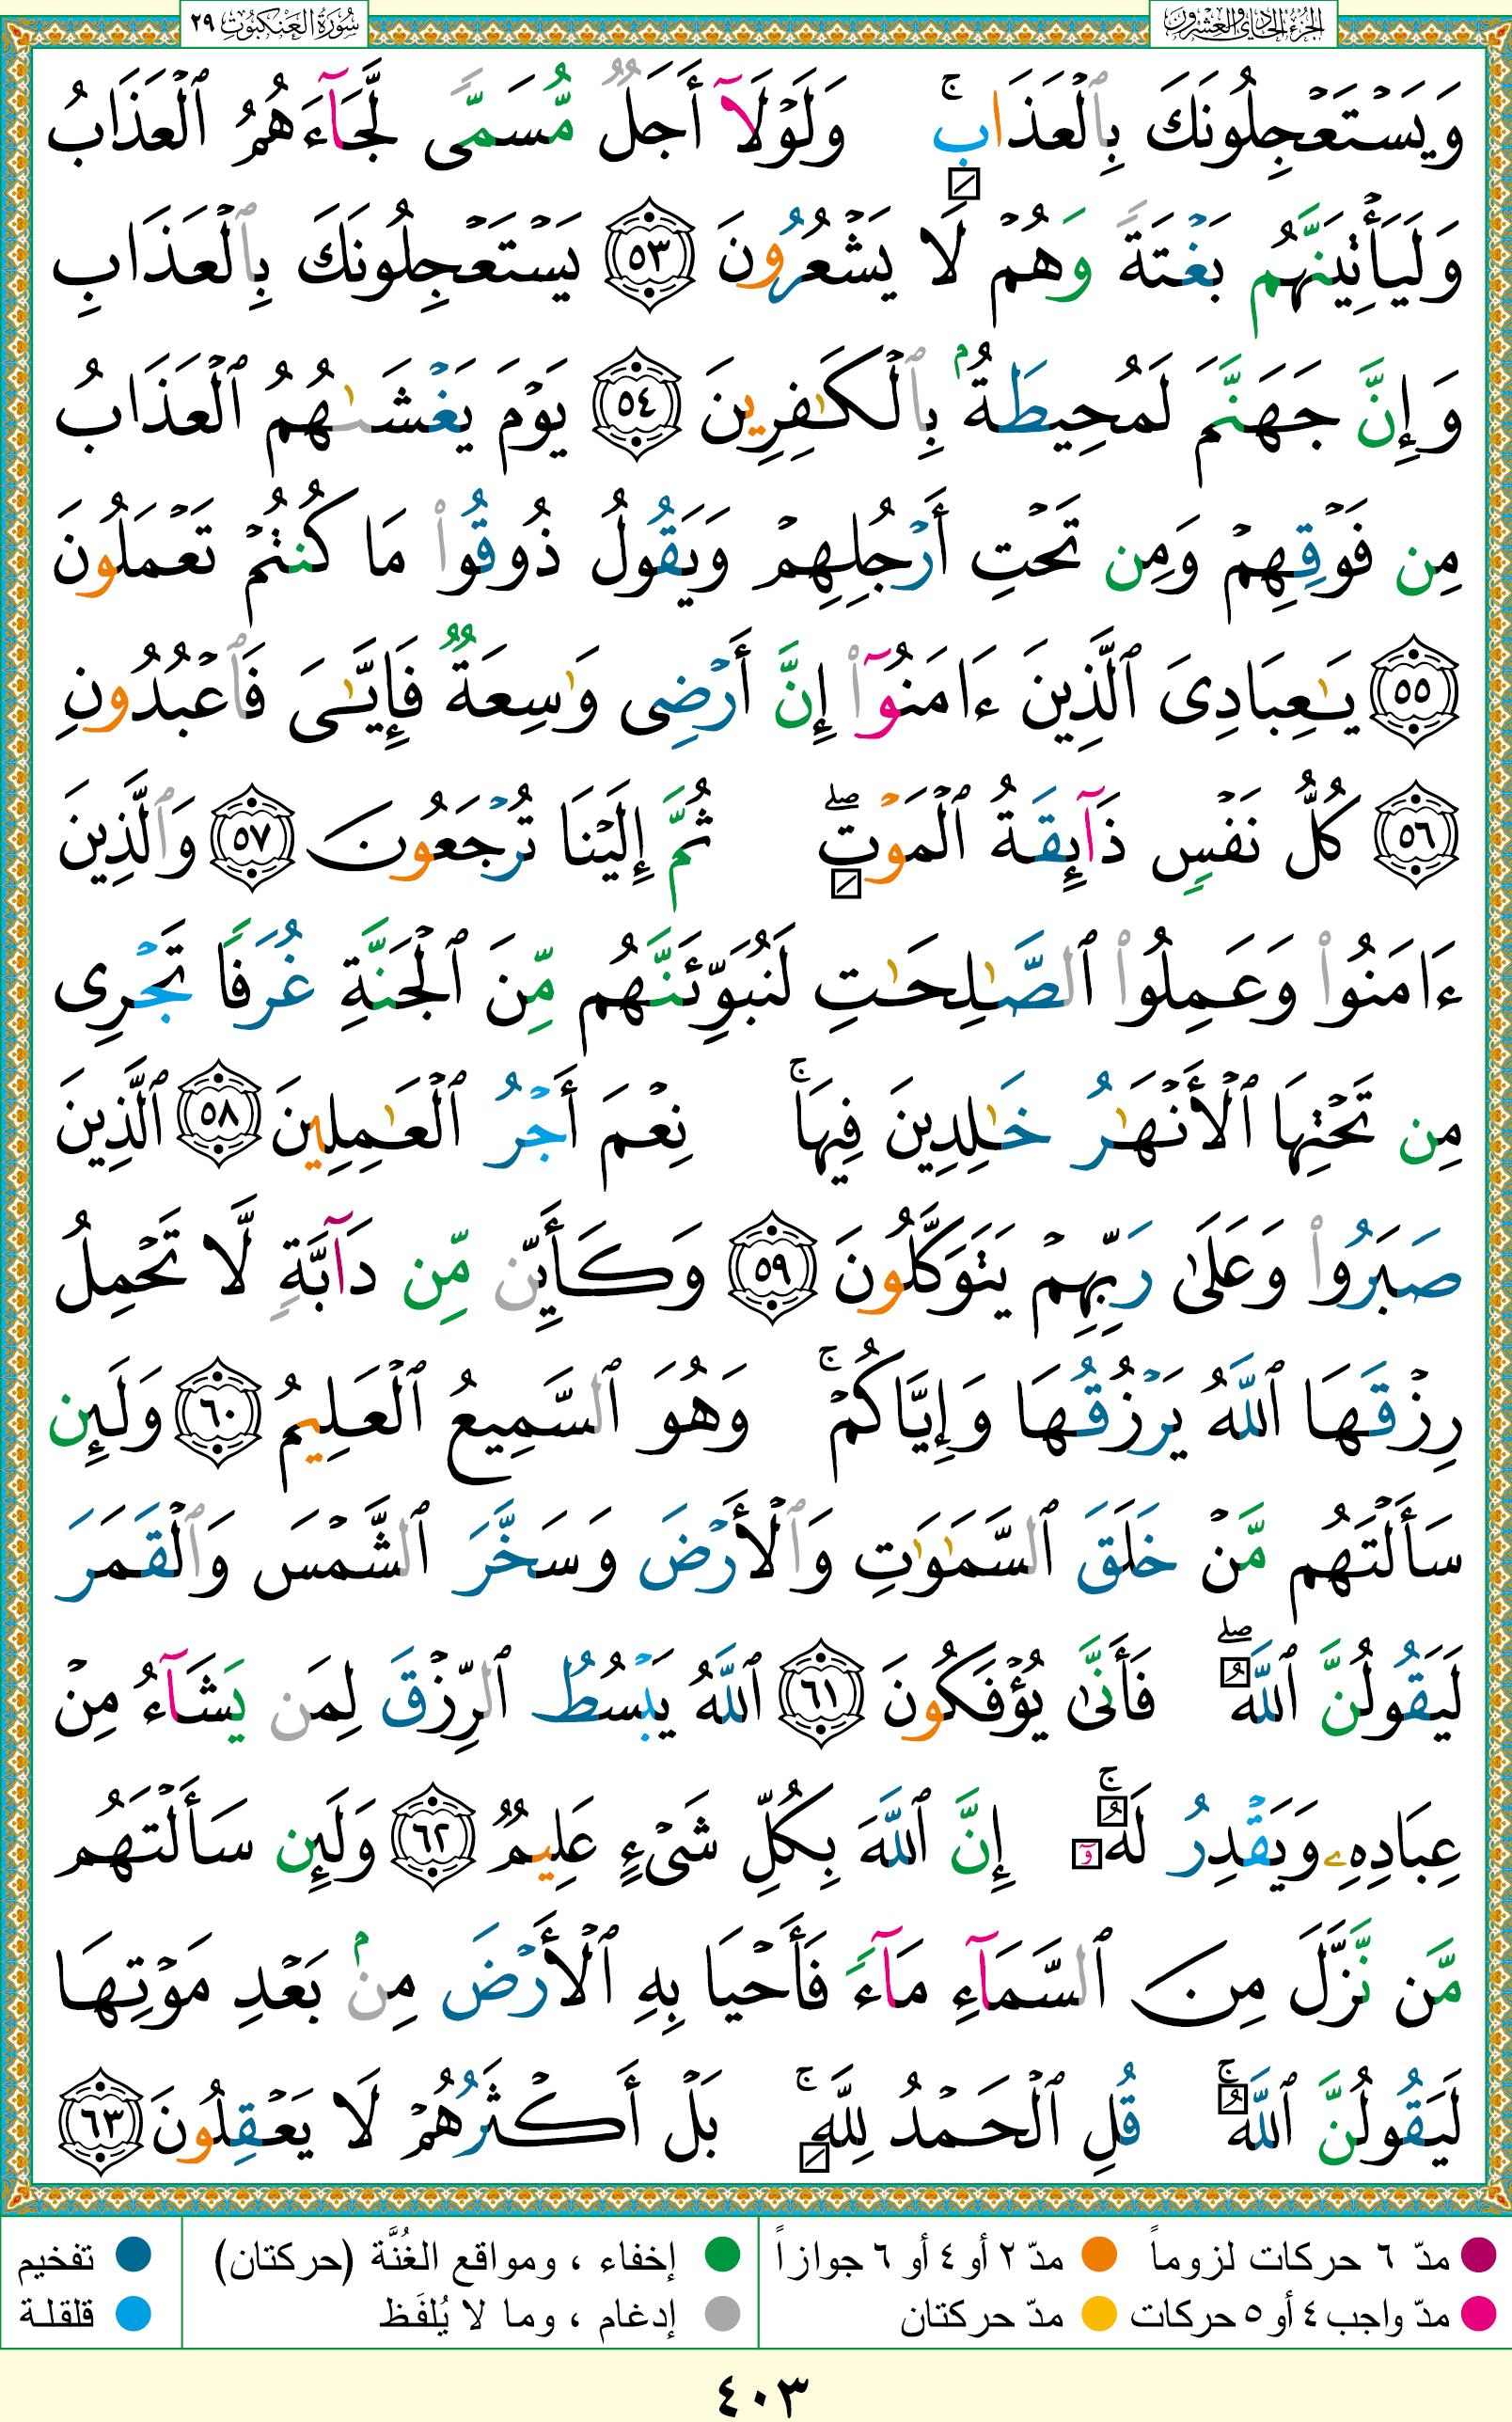 الجزء الحادي والعشرون
سورة العنكبوت ٢٩
وَيَسْتَعْجِلُونَكَ بِٱلْعَذَابِ ۚ وَلَوْلَآ أَجَلٌ مُّسَمًّى لَّجَآءَهُمُ ٱلْعَذَابُ
وَلَيَأْتِيَنَّهُم بَغْتَةً وَهُمْ لَا يَشْعُرُونَ ٥٣ يَسْتَعْجِلُونَكَ بِٱلْعَذَابِ
وَإِنَّ جَهَنَّمَ لَمُحِيطَةٌۢ بِٱلْكَـٰفِرِينَ ٥٤ يَوْمَ يَغْشَىٰهُمُ ٱلْعَذَابُ
مِن فَوْقِهِمْ وَمِن تَحْتِ أَرْجُلِهِمْ وَيَقُولُ ذُوقُوا۟ مَا كُنتُمْ تَعْمَلُونَ
٥٥ يَـٰعِبَادِىَ ٱلَّذِينَ ءَامَنُوٓا۟ إِنَّ أَرْضِى وَٰسِعَةٌ فَإِيَّـٰىَ فَٱعْبُدُونِ
٥٦ كُلُّ نَفْسٍ ذَآئِقَةُ ٱلْمَوْتِ ۖ ثُمَّ إِلَيْنَا تُرْجَعُونَ ٥٧ وَٱلَّذِينَ
ءَامَنُوا۟ وَعَمِلُوا۟ ٱلصَّـٰلِحَـٰتِ لَنُبَوِّئَنَّهُم مِّنَ ٱلْجَنَّةِ غُرَفًا تَجْرِى
مِن تَحْتِهَا ٱلْأَنْهَـٰرُ خَـٰلِدِينَ فِيهَا ۚ نِعْمَ أَجْرُ ٱلْعَـٰمِلِينَ ٥٨ ٱلَّذِينَ
صَبَرُوا۟ وَعَلَىٰ رَبِّهِمْ يَتَوَكَّلُونَ ٥٩ وَكَأَيِّن مِّن دَآبَّةٍ لَّا تَحْمِلُ
رِزْقَهَا ٱللَّهُ يَرْزُقُهَا وَإِيَّاكُمْ ۚ وَهُوَ ٱلسَّمِيعُ ٱلْعَلِيمُ ٦٠ وَلَئِن
سَأَلْتَهُم مَّنْ خَلَقَ ٱلسَّمَـٰوَٰتِ وَٱلْأَرْضَ وَسَخَّرَ ٱلشَّمْسَ وَٱلْقَمَرَ
لَيَقُولُنَّ ٱللَّهُ ۖ فَأَنَّىٰ يُؤْفَكُونَ ٦١ ٱللَّهُ يَبْسُطُ ٱلرِّزْقَ لِمَن يَشَآءُ مِنْ
عِبَادِهِۦ وَيَقْدِرُ لَهُۥٓ ۚ إِنَّ ٱللَّهَ بِكُلِّ شَىْءٍ عَلِيمٌ ٦٢ وَلَئِن سَأَلْتَهُم
مَّن نَّزَّلَ مِنَ ٱلسَّمَآءِ مَآءً فَأَحْيَا بِهِ ٱلْأَرْضَ مِنۢ بَعْدِ مَوْتِهَا
لَيَقُولُنَّ ٱللَّهُ ۚ قُلِ ٱلْحَمْدُ لِلَّهِ ۚ بَلْ أَكْثَرُهُمْ لَا يَعْقِلُونَ ٦٣
مدّ ٦ حركات لزوماً مدّ ٢ أو ٤ أو ٦ جوازاً إخفاء ، ومواقع الغُنَّة (حركتان) تفخيم
مدّ واجب ٤ أو ٥ حركات مدّ حركتان إدغام ، وما لا يُلفَظ قلقلة
٤٠٣